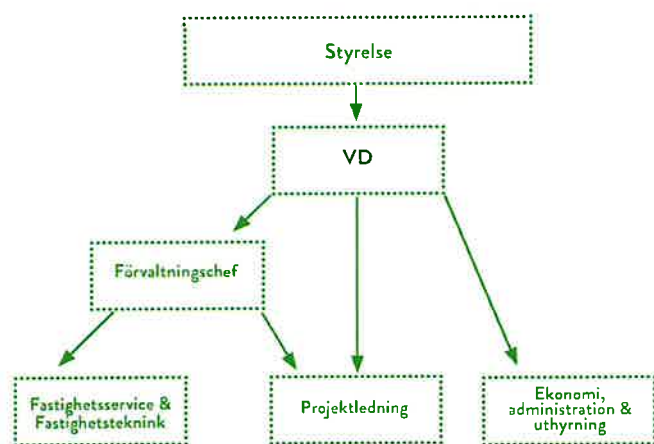 Styrelse
VD
Förvaltningschef
Fastighetsservice &
Fastighetsteknink
Projektledning
Ekonomi,
administration &
uthyrning